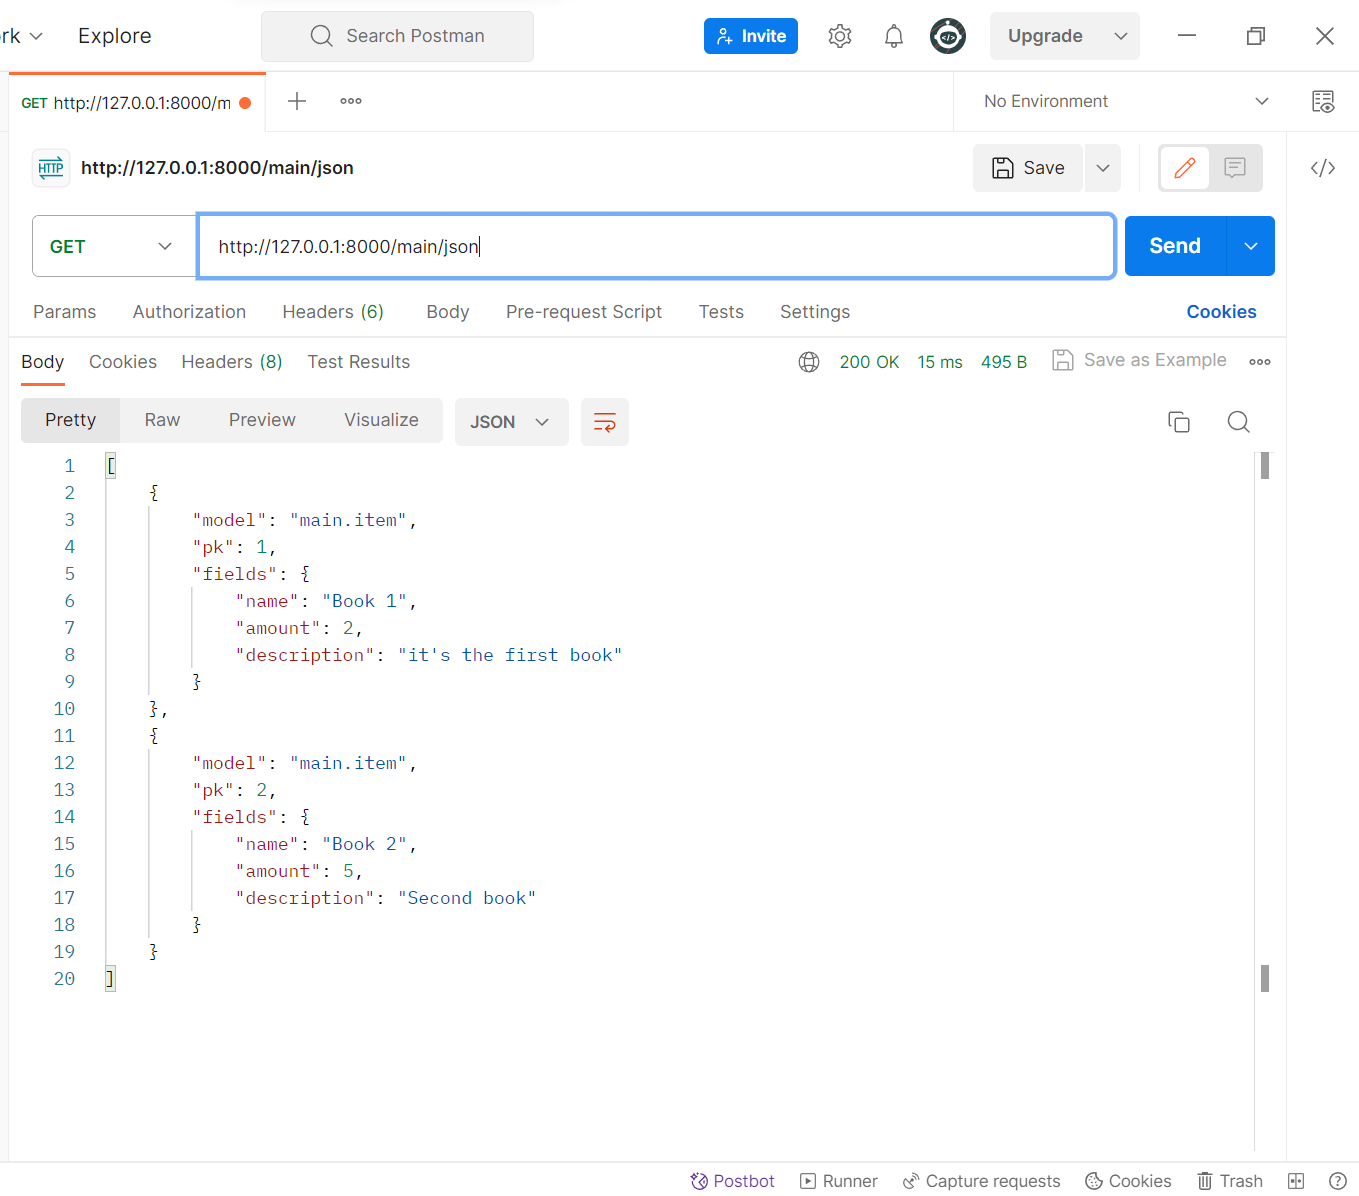 rk Explore Search Postman Invite Upgrade
GET http://127.0.0.1:8000/m No Environment
HTTP http://127.0.0.1:8000/main/json Save
GET http://127.0.0.1:8000/main/json Send
Params Authorization Headers (6) Body Pre-request Script Tests Settings Cookies
Body Cookies Headers (8) Test Results 200 OK 15 ms 495 B Save as Example
Pretty Raw Preview Visualize JSON
1 [
2 {
3 "model": "main.item",
4 "pk": 1,
5 "fields": {
6 "name": "Book 1",
7 "amount": 2,
8 "description": "it's the first book"
9 }
10 },
11 {
12 "model": "main.item",
13 "pk": 2,
14 "fields": {
15 "name": "Book 2",
16 "amount": 5,
17 "description": "Second book"
18 }
19 }
20 ]
Postbot Runner Capture requests Cookies Trash